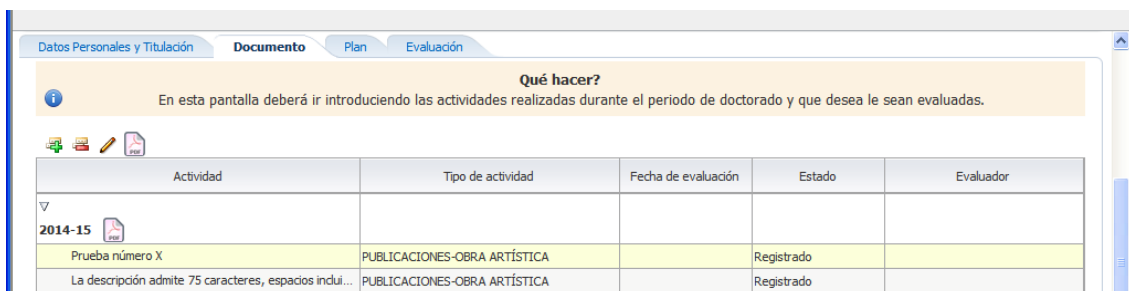 Datos Personales y Titulación Documento Plan Evaluación
Qué hacer?
En esta pantalla deberá ir introduciendo las actividades realizadas durante el periodo de doctorado y que desea le sean evaluadas.
PDF
Actividad Tipo de actividad Fecha de evaluación Estado Evaluador
2014-15 PDF
Prueba número X PUBLICACIONES-OBRA ARTÍSTICA Registrado
La descripción admite 75 caracteres, espacios inclui... PUBLICACIONES-OBRA ARTÍSTICA Registrado